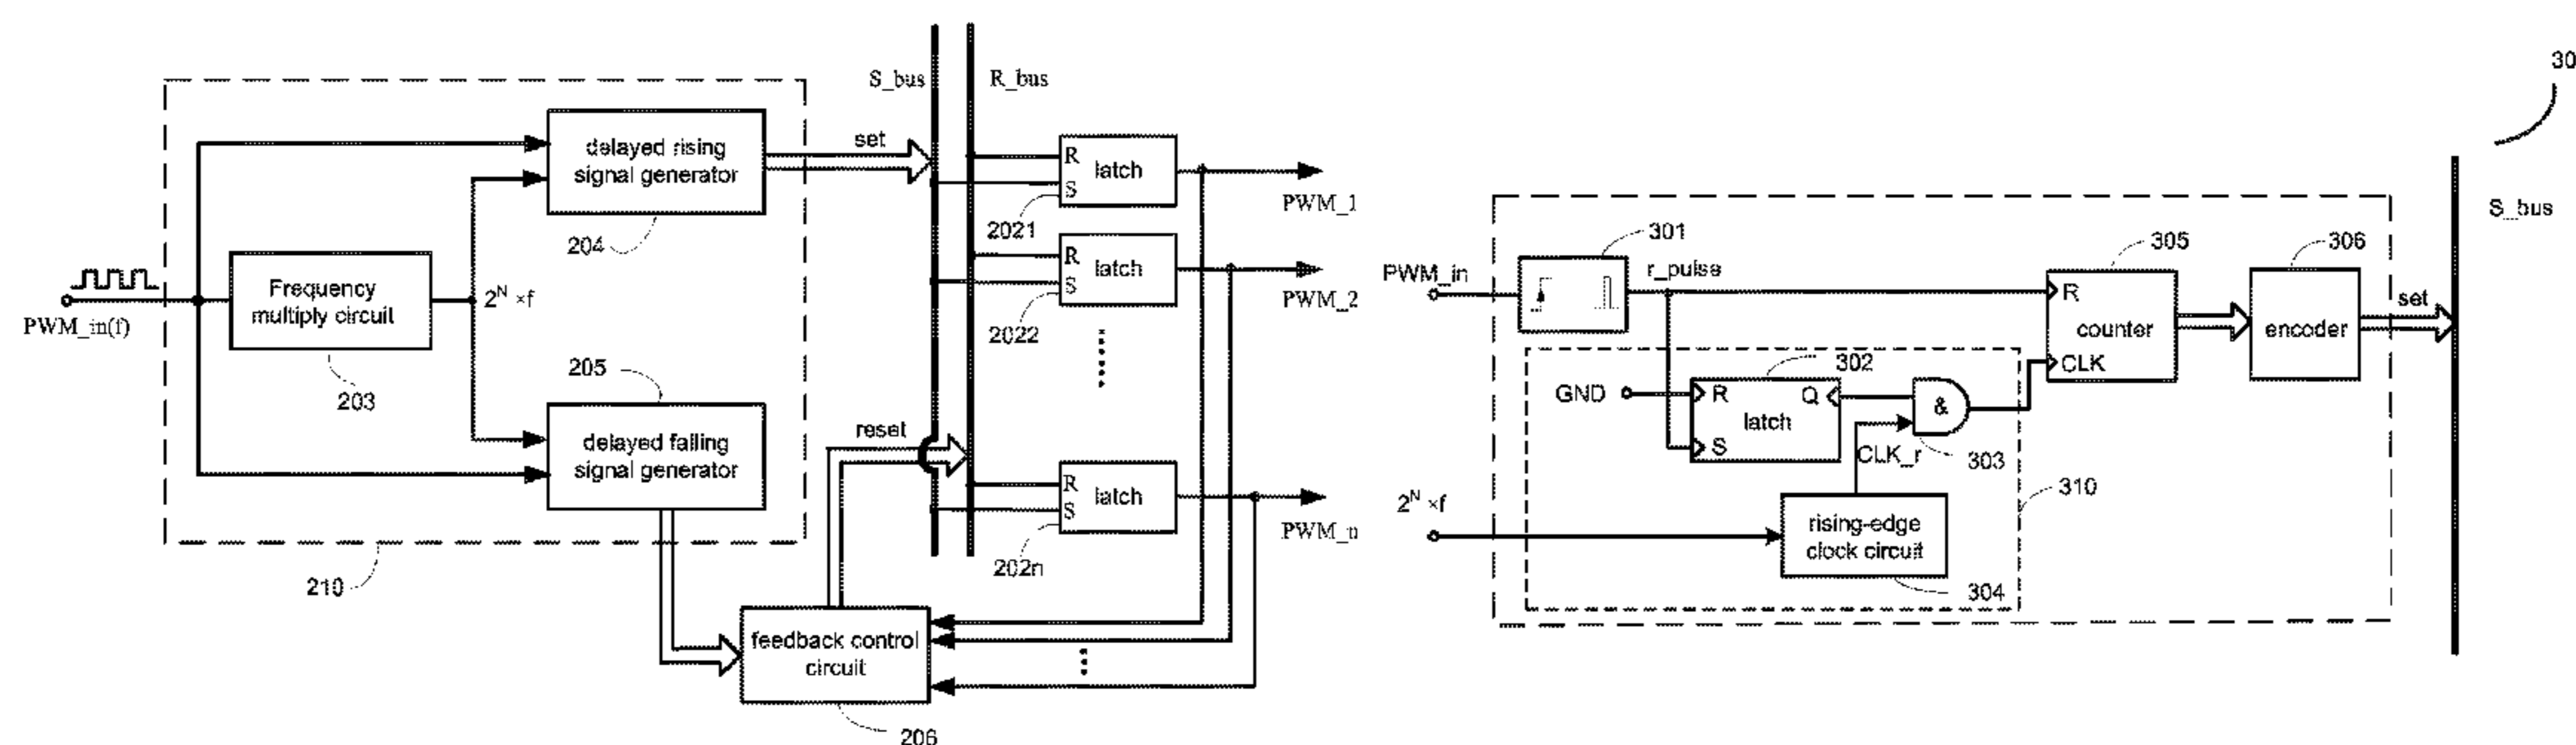 S_bus
R_bus
delayed rising
signal generator
set
204
Frequency
multiply circuit
203
2^N ×f
PWM_in(f)
205
delayed falling
signal generator
reset
210
feedback control
circuit
206
R
S
latch
2021
PWM_1
R
S
latch
2022
PWM_2
R
S
latch
202n
PWM_n
30
S_bus
PWM_in
301
r_pulse
305
R
counter
CLK
306
encoder
set
302
GND
R
Q
latch
S
&
303
CLK_r
310
2^N ×f
rising-edge
clock circuit
304